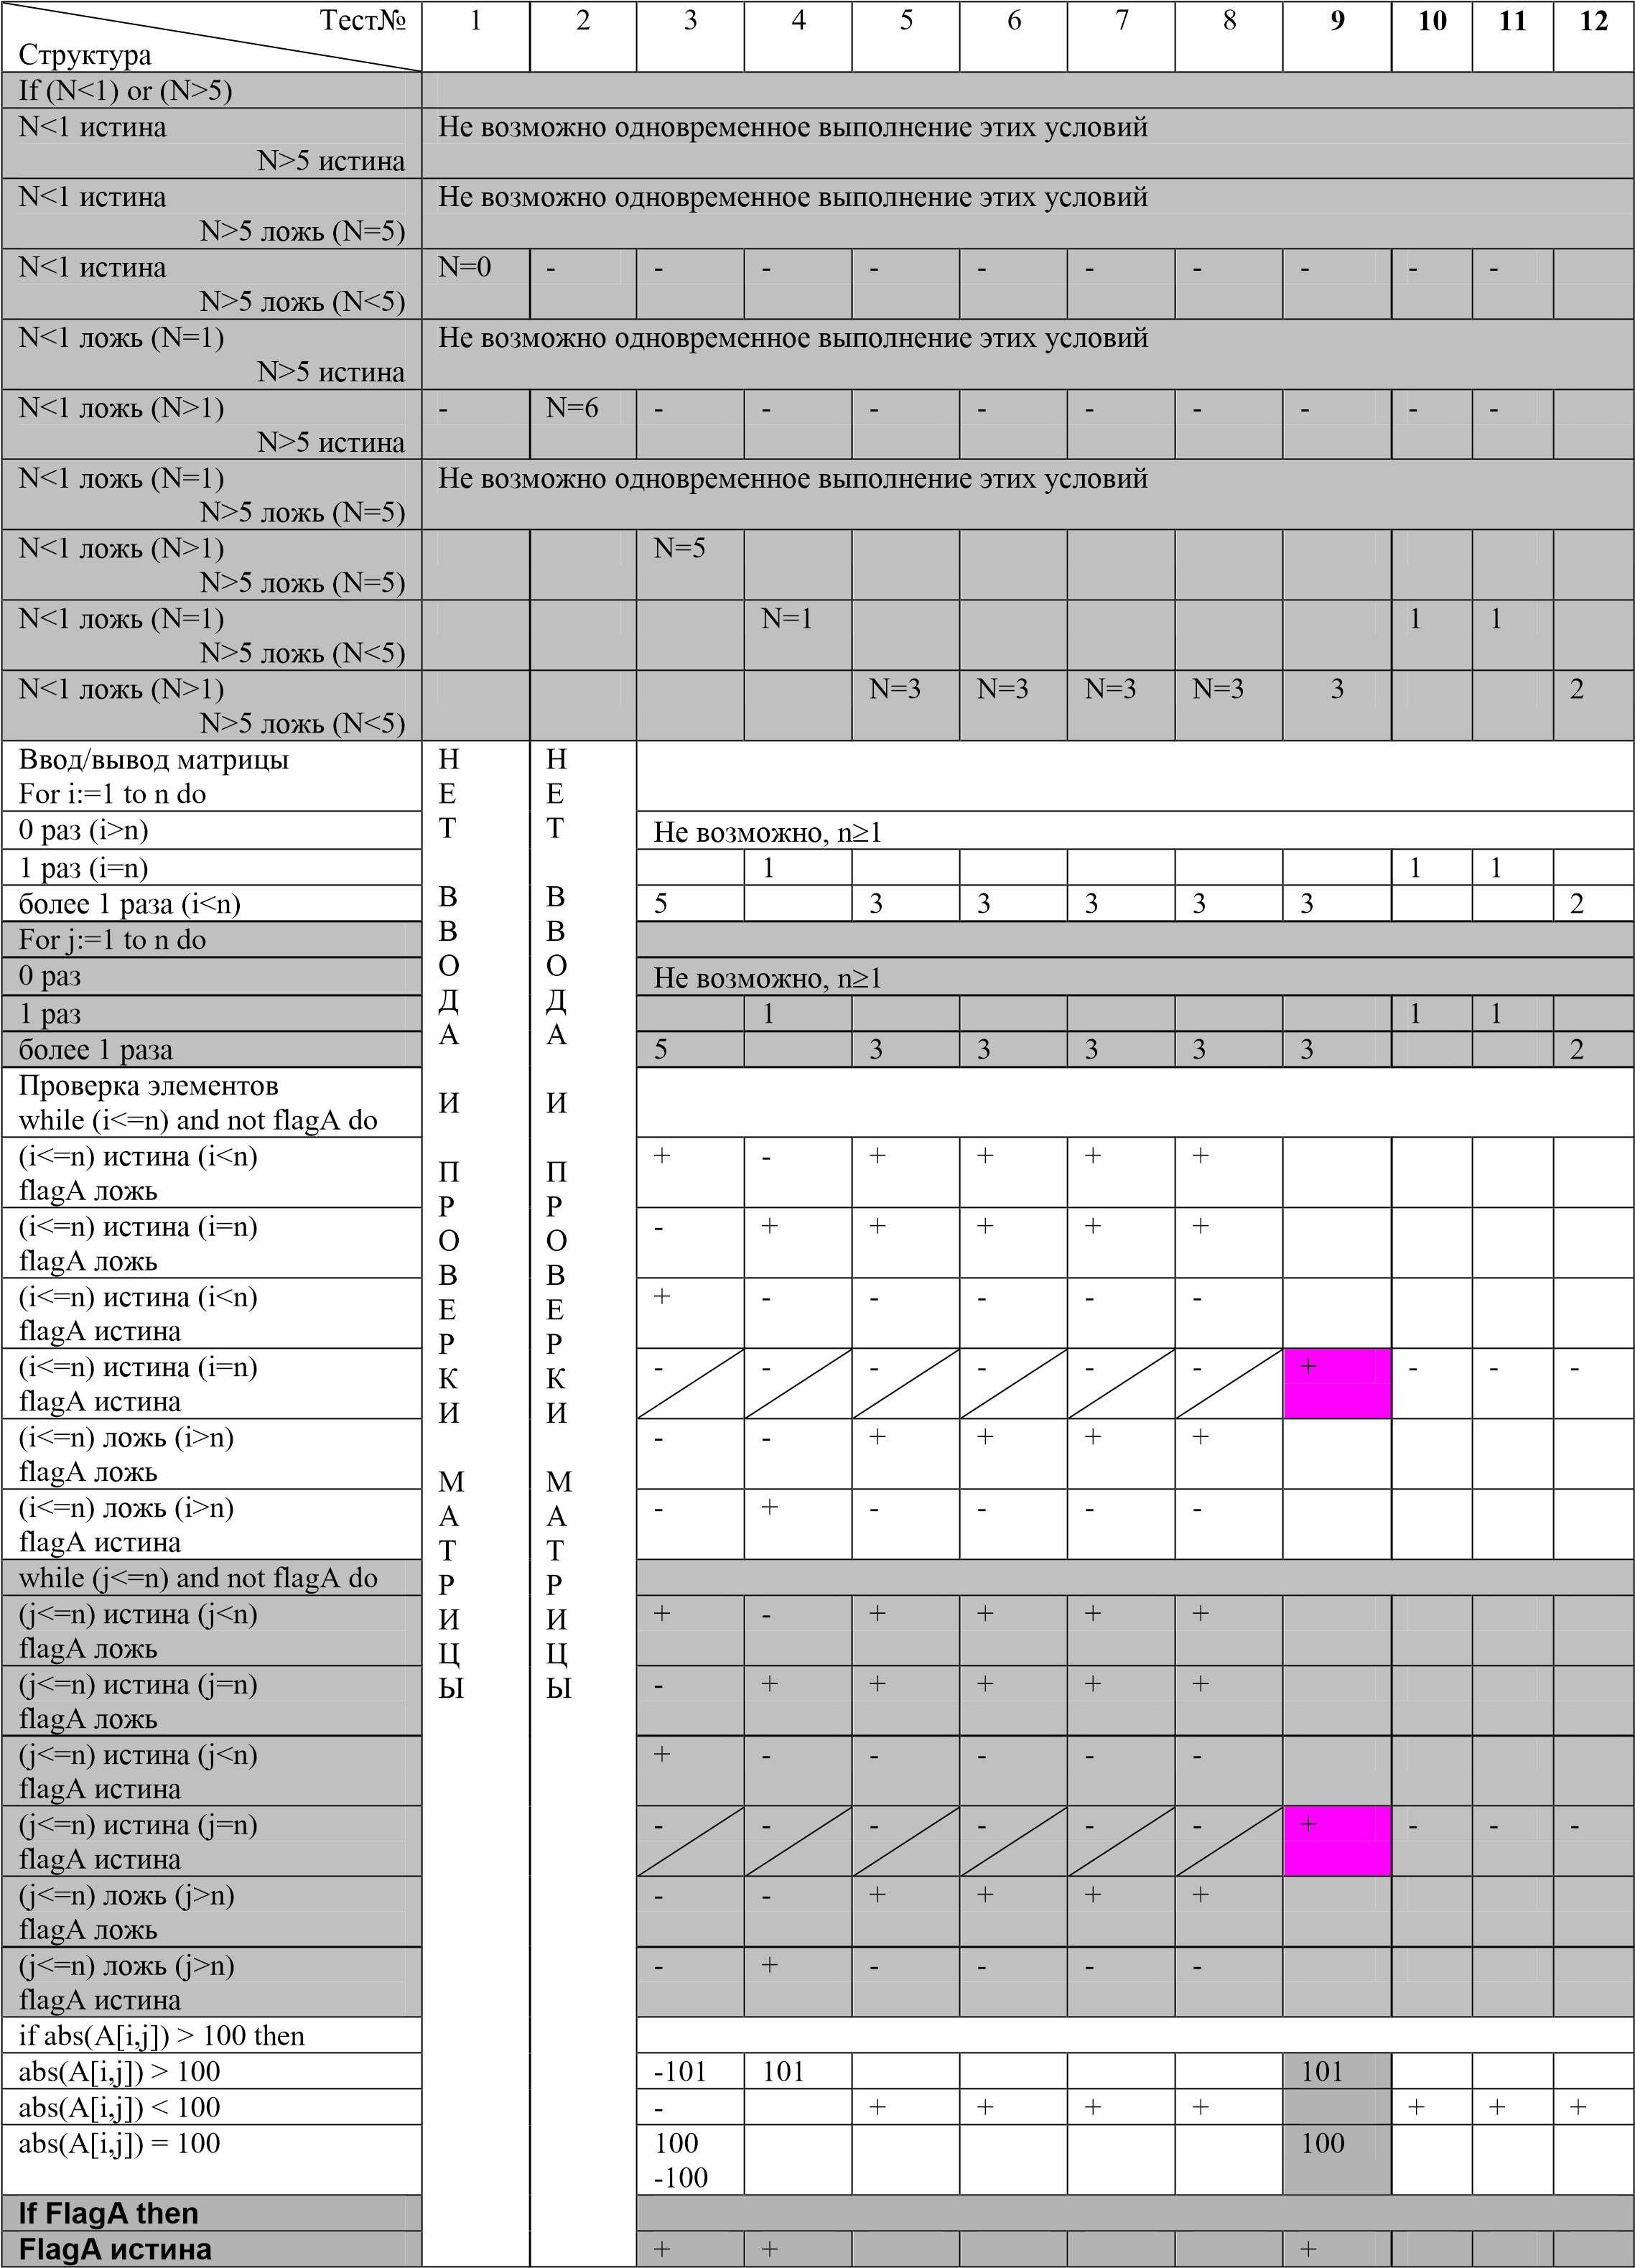 Тест№ 1 2 3 4 5 6 7 8 9 10 11 12
Структура
If (N<1) or (N>5)
N<1 истина Не возможно одновременное выполнение этих условий
N>5 истина
N<1 истина Не возможно одновременное выполнение этих условий
N>5 ложь (N=5)
N<1 истина N=0 - - - - - - - - - -
N>5 ложь (N<5)
N<1 ложь (N=1) Не возможно одновременное выполнение этих условий
N>5 истина
N<1 ложь (N>1) - N=6 - - - - - - - - -
N>5 истина
N<1 ложь (N=1) Не возможно одновременное выполнение этих условий
N>5 ложь (N=5)
N<1 ложь (N>1) N=5
N>5 ложь (N=5)
N<1 ложь (N=1) N=1 1 1
N>5 ложь (N<5)
N<1 ложь (N>1) N=3 N=3 N=3 N=3 3 2
N>5 ложь (N<5)
НЕТ ВВОДА И ПРОВЕРКИ МАТРИЦЫ
НЕТ ВВОДА И ПРОВЕРКИ МАТРИЦЫ
Ввод/вывод матрицы
For i:=1 to n do
0 раз (i>n) Не возможно, n≥1
1 раз (i=n) 1 1 1
более 1 раза (i<n) 5 3 3 3 3 3 2
For j:=1 to n do
0 раз Не возможно, n≥1
1 раз 1 1 1
более 1 раза 5 3 3 3 3 3 2
Проверка элементов
while (i<=n) and not flagA do
(i<=n) истина (i<n) + - + + + +
flagA ложь
(i<=n) истина (i=n) - + + + + +
flagA ложь
(i<=n) истина (i<n) + - - - - -
flagA истина
(i<=n) истина (i=n) - - - - - - + - - -
flagA истина
(i<=n) ложь (i>n) - - + + + +
flagA ложь
(i<=n) ложь (i>n) - + - - - -
flagA истина
while (j<=n) and not flagA do
(j<=n) истина (j<n) + - + + + +
flagA ложь
(j<=n) истина (j=n) - + + + + +
flagA ложь
(j<=n) истина (j<n) + - - - - -
flagA истина
(j<=n) истина (j=n) - - - - - - + - - -
flagA истина
(j<=n) ложь (j>n) - - + + + +
flagA ложь
(j<=n) ложь (j>n) - + - - - -
flagA истина
if abs(A[i,j]) > 100 then
abs(A[i,j]) > 100 -101 101 101
abs(A[i,j]) < 100 - + + + + + + +
abs(A[i,j]) = 100 100 100
-100
If FlagA then
FlagA истина + + +